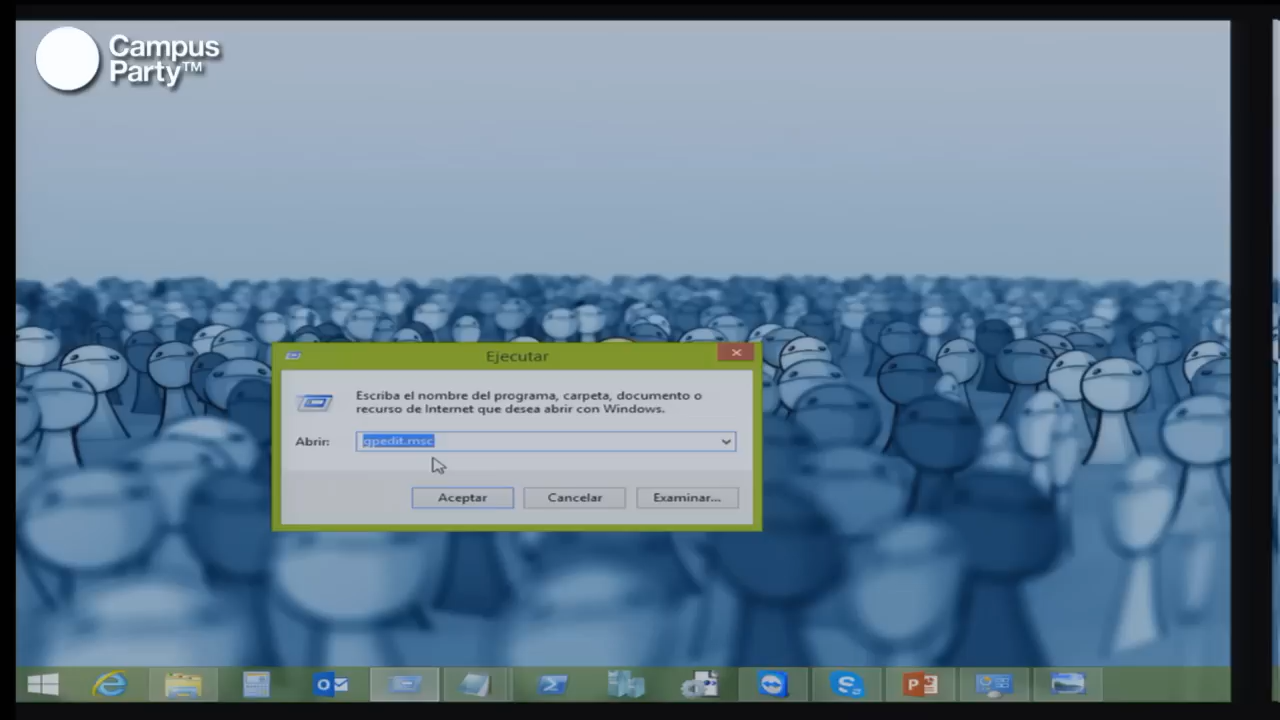 Campus
Party™
Ejecutar
Escriba el nombre del programa, carpeta, documento o
recurso de Internet que desea abrir con Windows.
Abrir:
gpedit.msc
Aceptar
Cancelar
Examinar...